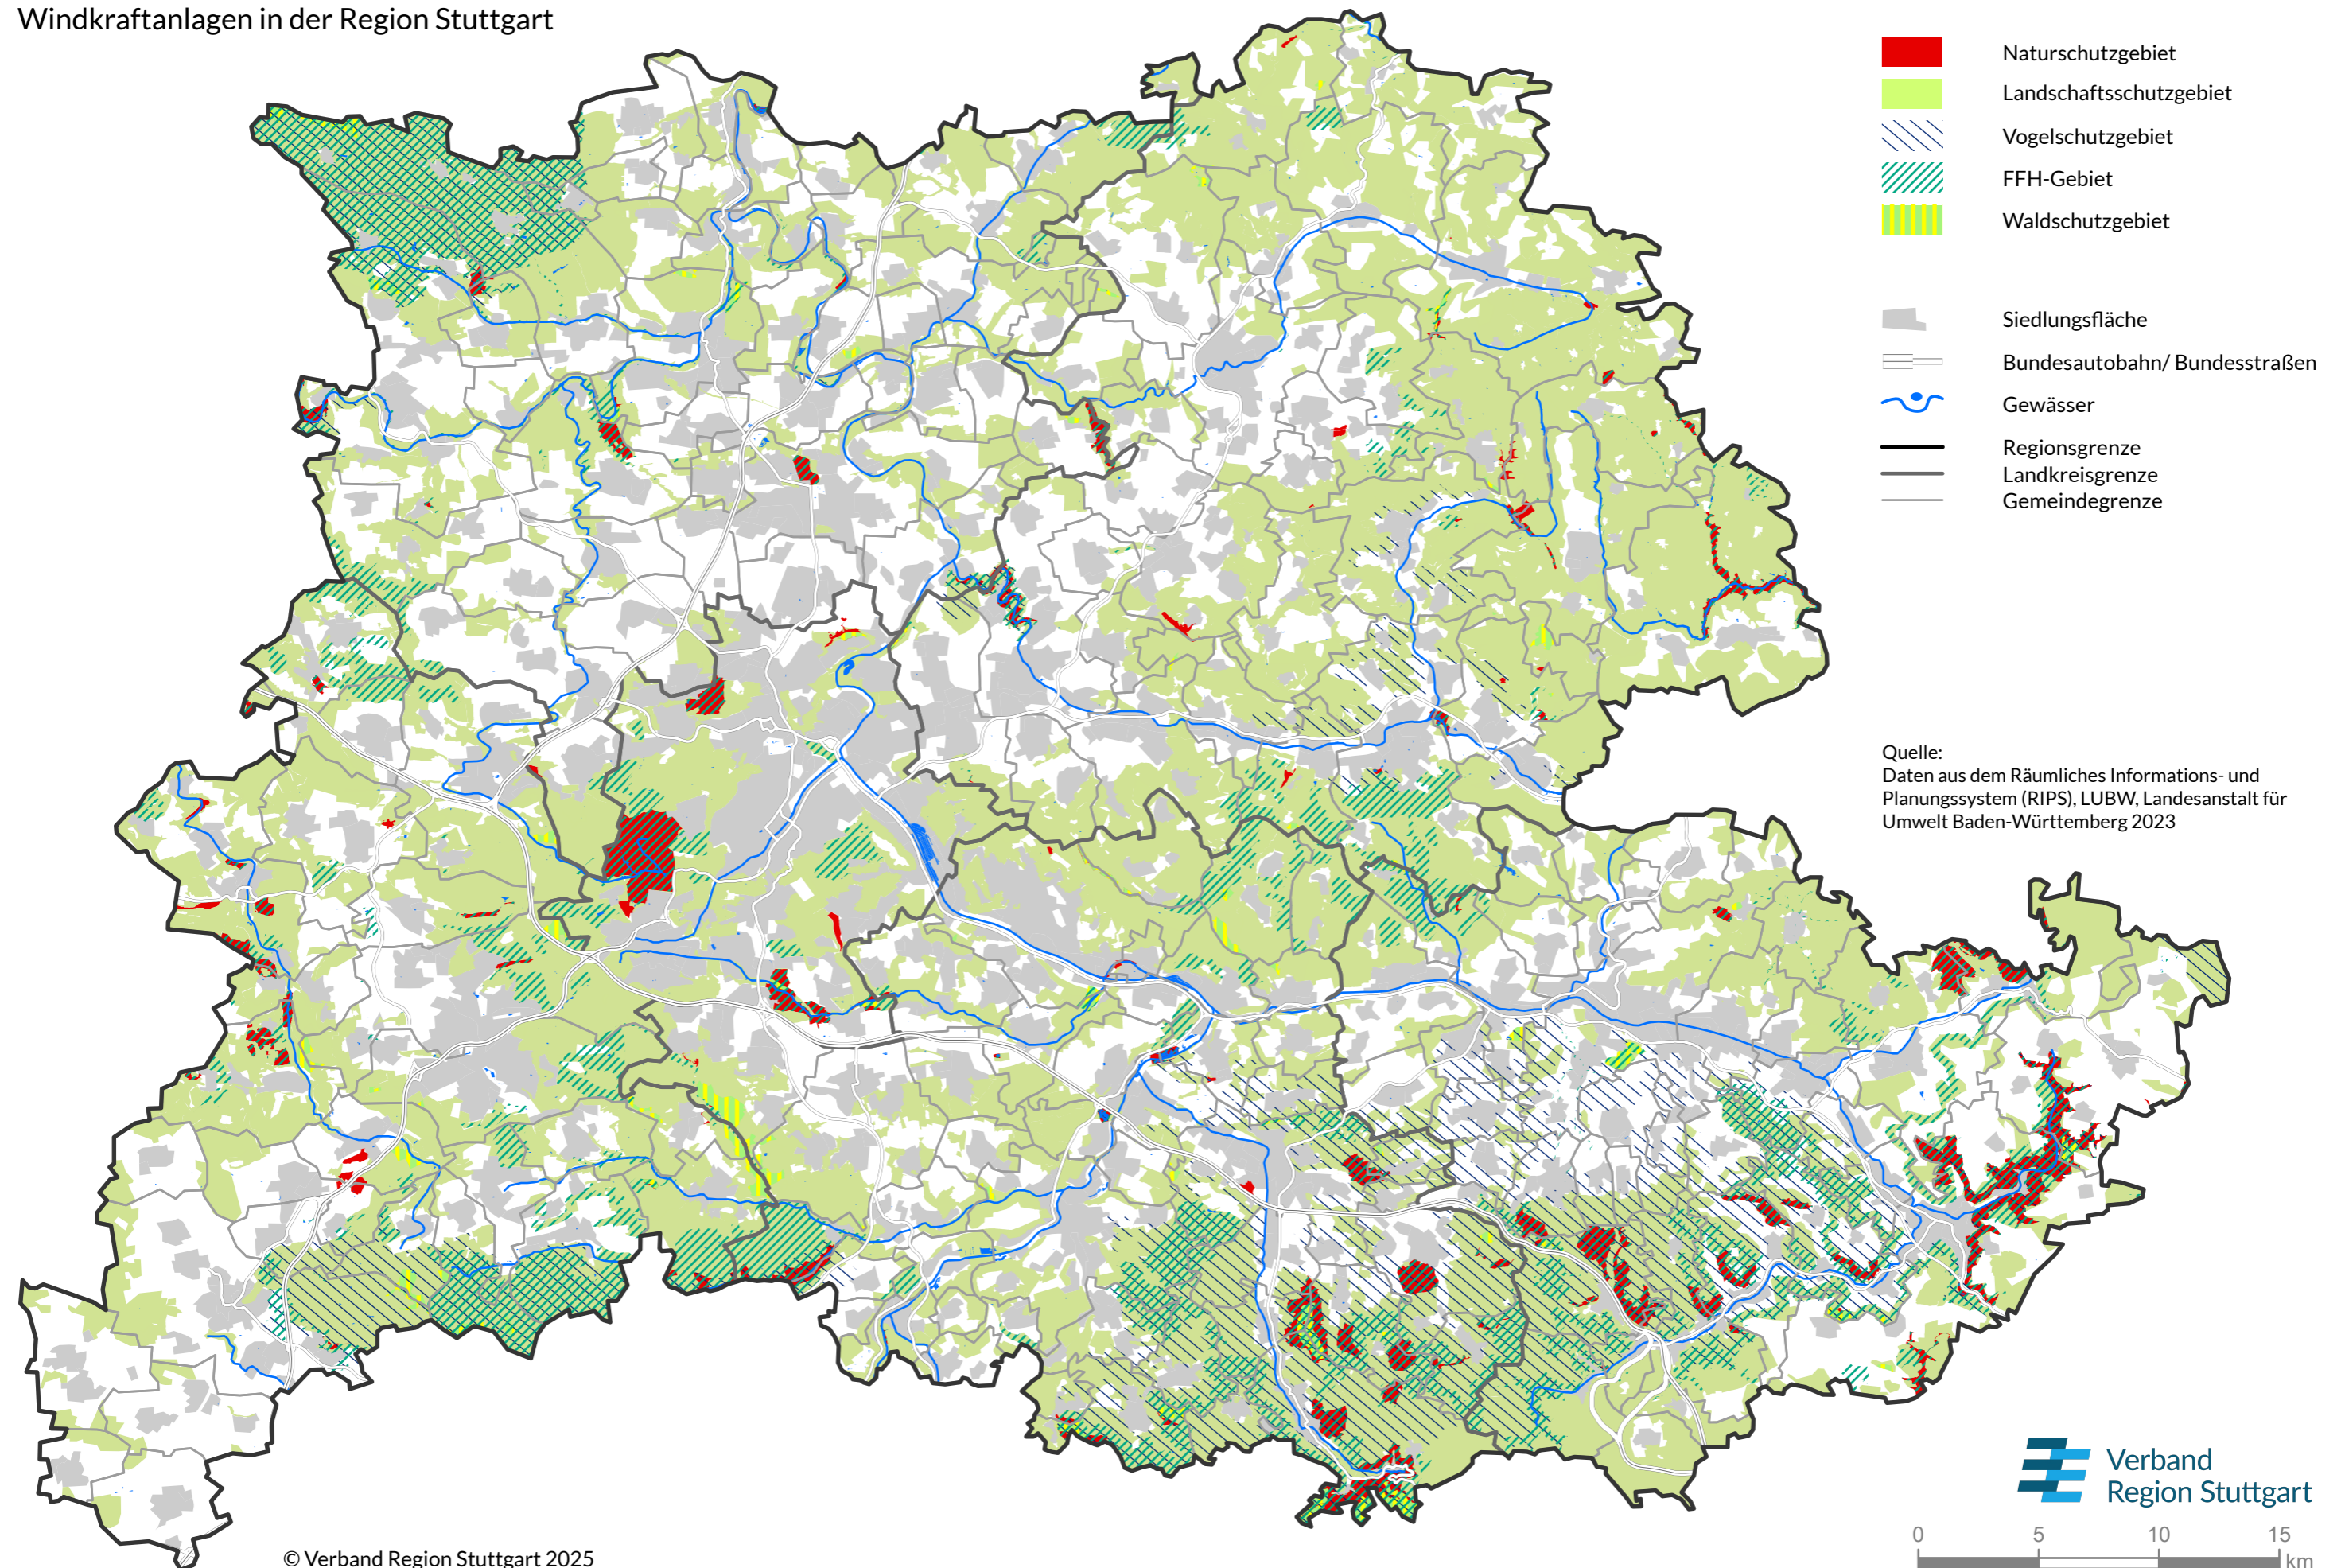 Windkraftanlagen in der Region Stuttgart
Naturschutzgebiet
Landschaftsschutzgebiet
Vogelschutzgebiet
FFH-Gebiet
Waldschutzgebiet
Siedlungsfläche
Bundesautobahn/ Bundesstraßen
Gewässer
Regionsgrenze
Landkreisgrenze
Gemeindegrenze
Quelle:
Daten aus dem Räumliches Informations- und
Planungssystem (RIPS), LUBW, Landesanstalt für
Umwelt Baden-Württemberg 2023
Verband
Region Stuttgart
0 5 10 15
km
© Verband Region Stuttgart 2025